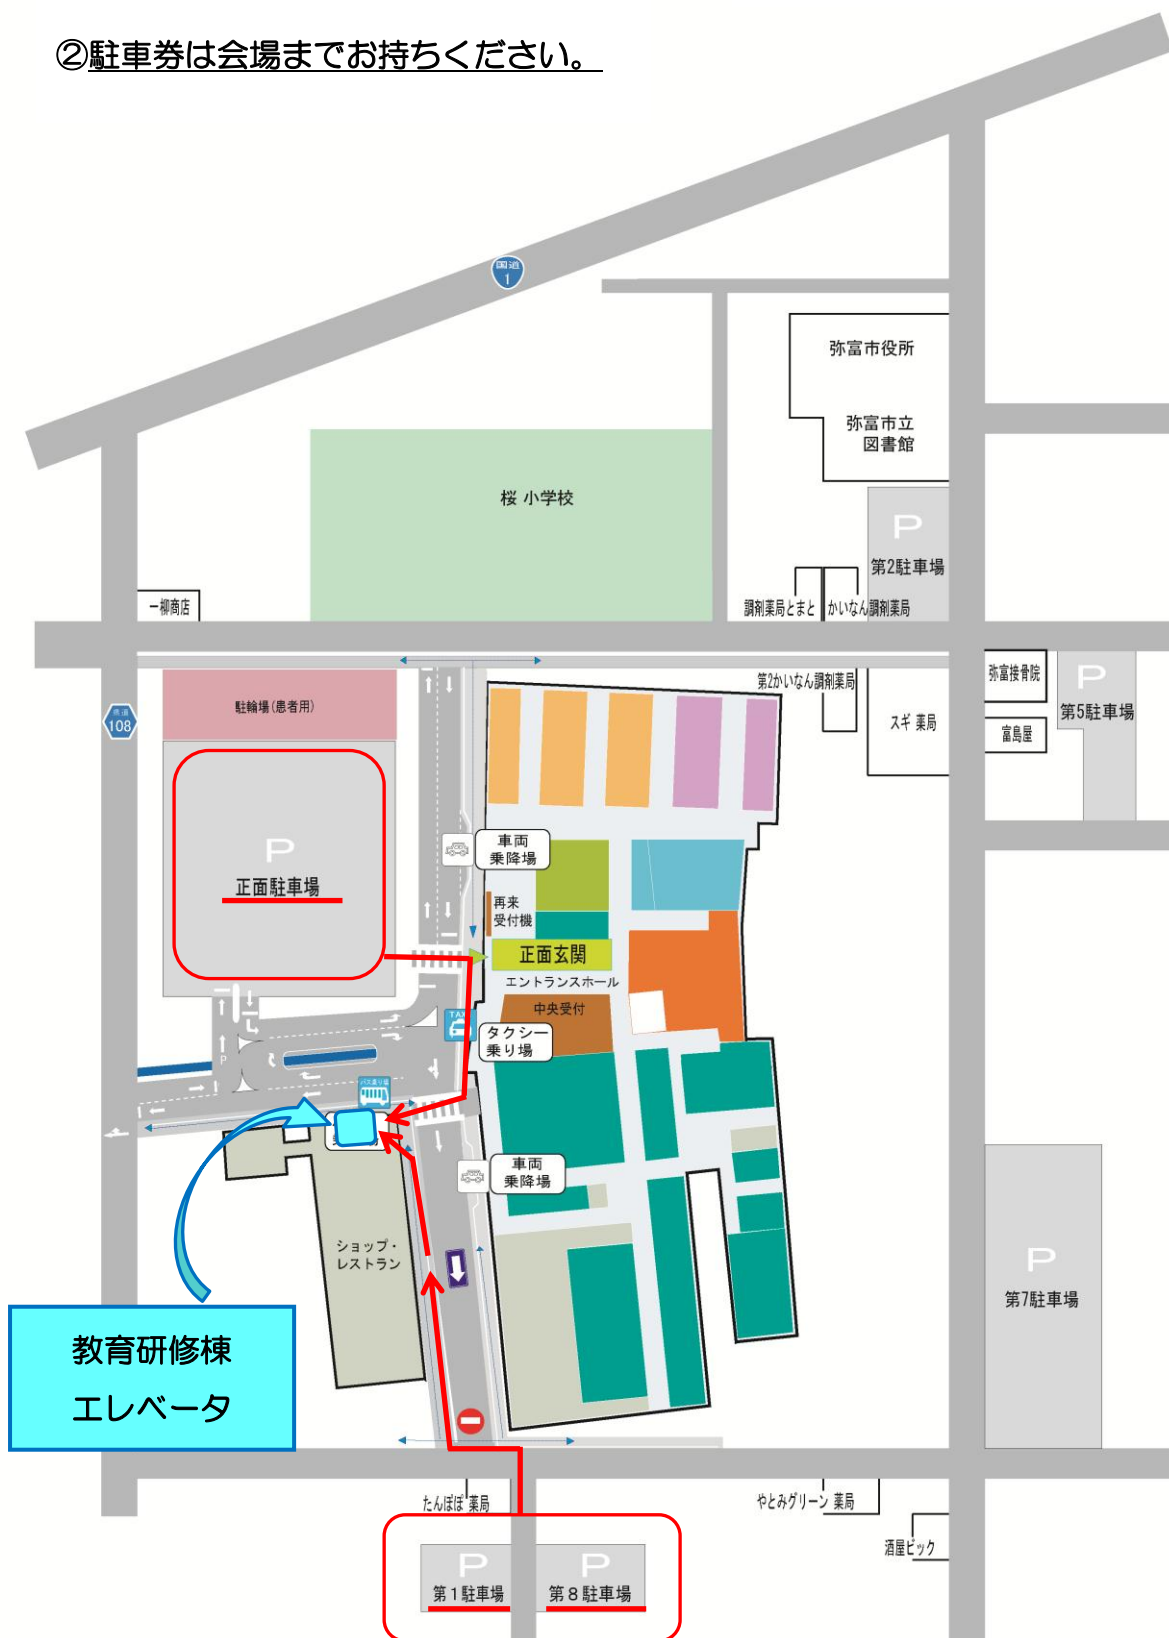 ②駐車券は会場までお持ちください。
国道
1
弥富市役所
弥富市立
図書館
桜 小学校
P
第2駐車場
一柳商店
調剤薬局とまと
かいなん調剤薬局
第2かいなん調剤薬局
弥富接骨院
P
第5駐車場
スギ 薬局
富島屋
県道
108
駐輪場(患者用)
P
正面駐車場
車両
乗降場
再来
受付機
正面玄関
エントランスホール
中央受付
TAXI
タクシー
乗り場
P
バス乗り場
車両
乗降場
ショップ・
レストラン
P
第7駐車場
教育研修棟
エレベータ
たんぽぽ 薬局
やとみグリーン 薬局
酒屋ビック
P
第1駐車場
P
第8駐車場